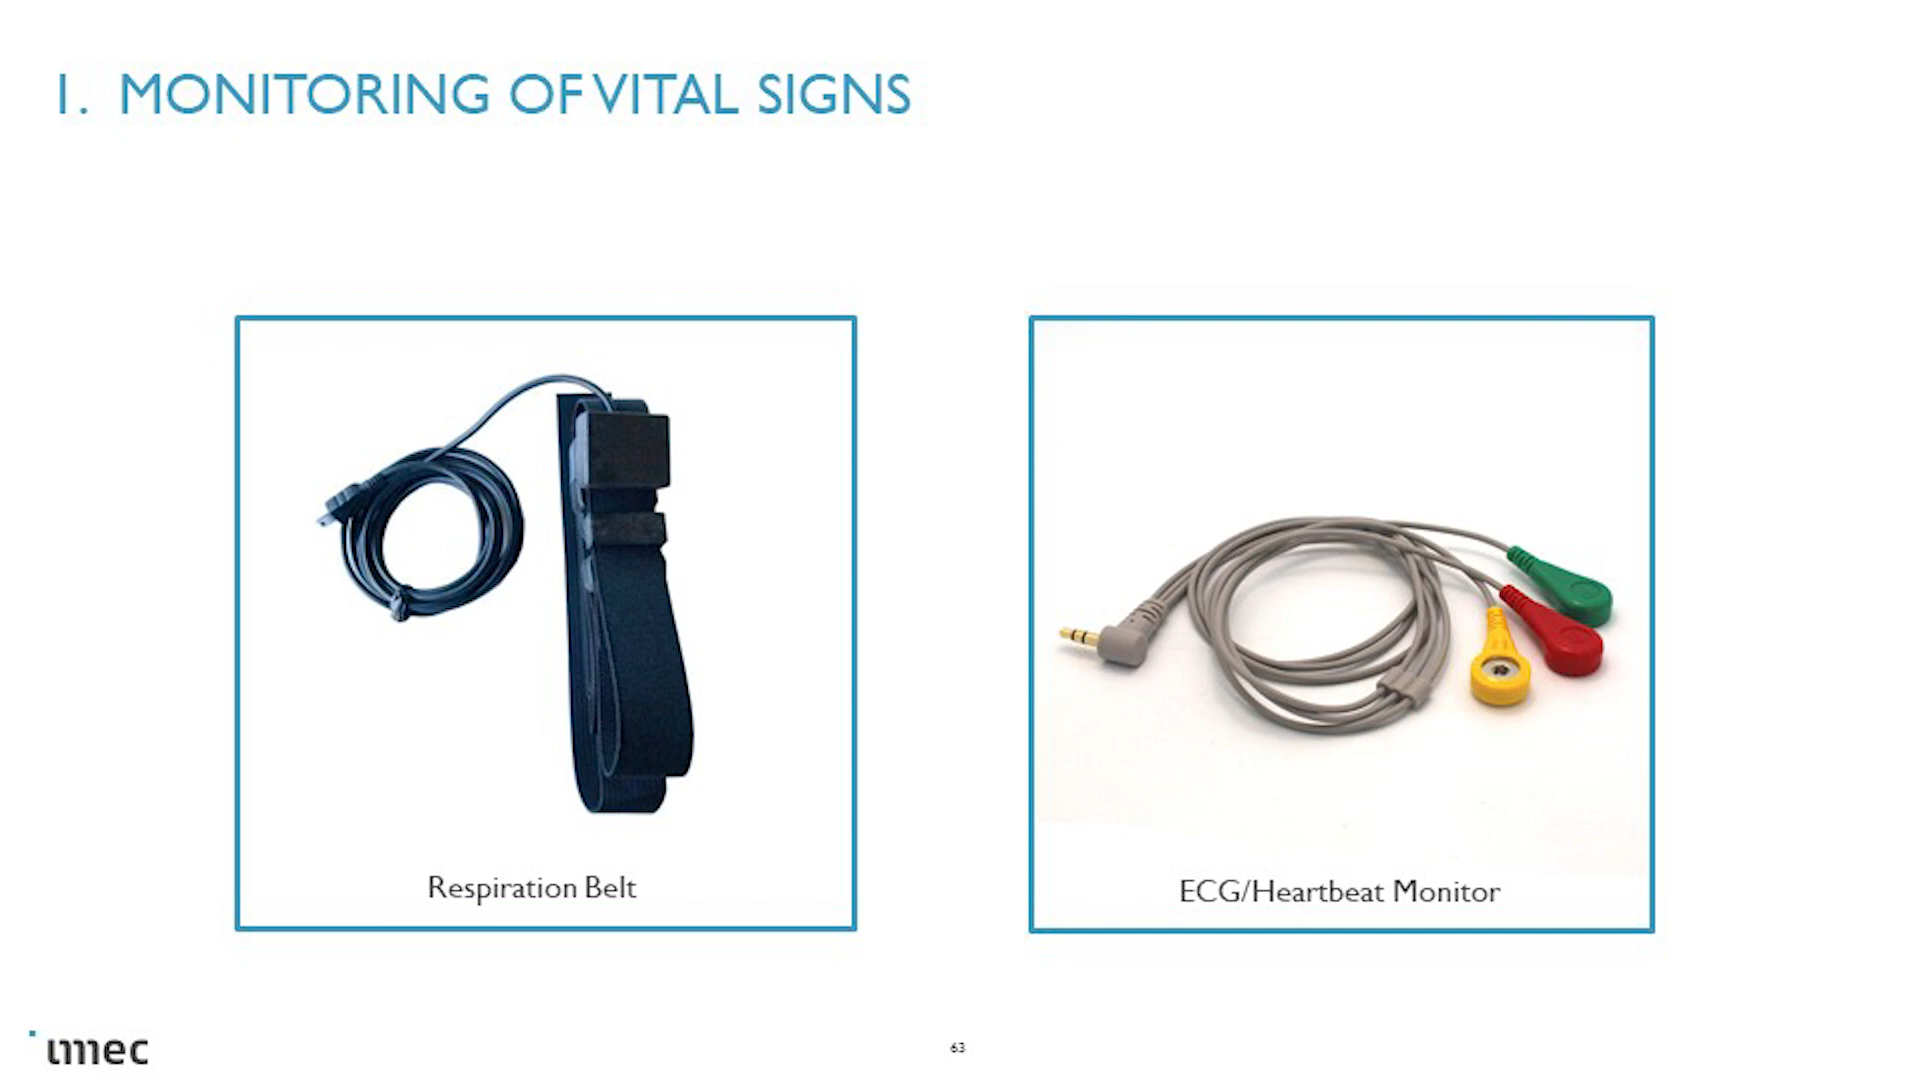 1. MONITORING OF VITAL SIGNS
Respiration Belt
ECG/Heartbeat Monitor
imec
63